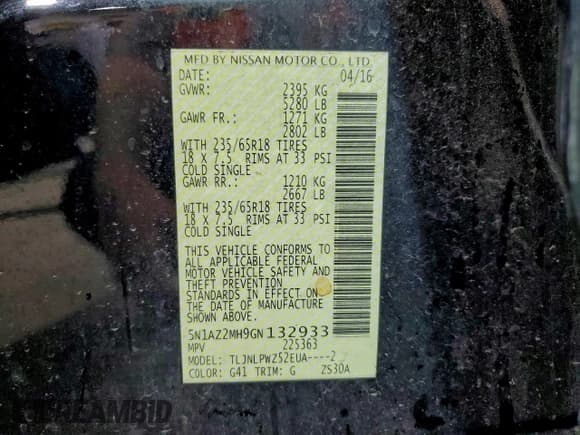 MFD BY NISSAN MOTOR CO., LTD.
DATE: 04/16
GVWR: 2395 KG
5280 LB
GAWR FR.: 1271 KG
2802 LB
WITH 235/65R18 TIRES
18 X 7.5 RIMS AT 33 PSI
COLD SINGLE
GAWR RR.: 1210 KG
2667 LB
WITH 235/65R18 TIRES
18 X 7.5 RIMS AT 33 PSI
COLD SINGLE
THIS VEHICLE CONFORMS TO
ALL APPLICABLE FEDERAL
MOTOR VEHICLE SAFETY AND
THEFT PREVENTION
STANDARDS IN EFFECT ON
THE DATE OF MANUFACTURE
SHOWN ABOVE.
5N1AZ2MH9GN132933
MPV 225363
MODEL: TLJNLPWZ52EUA----2
COLOR: G41 TRIM: G ZS30A
DREAMBID